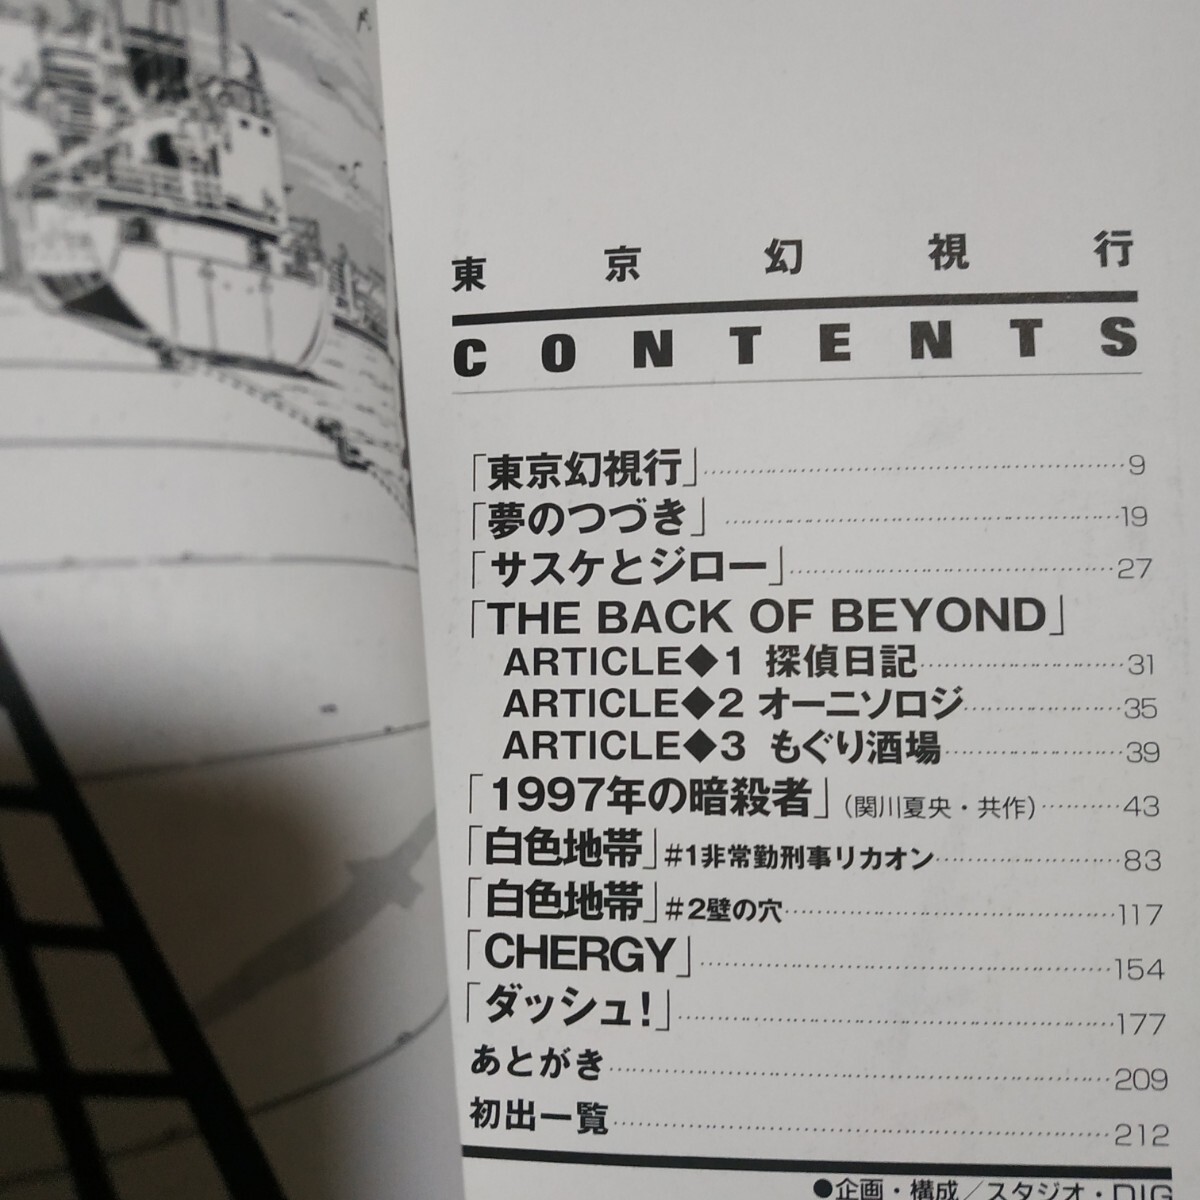 東京幻視行
CONTENTS
「東京幻視行」……9
「夢のつづき」……19
「サスケとジロー」……27
「THE BACK OF BEYOND」
ARTICLE◆1 探偵日記……31
ARTICLE◆2 オーニソロジ……35
ARTICLE◆3 もぐり酒場……39
「1997年の暗殺者」(関川夏央・共作)……43
「白色地帯」#1非常勤刑事リカオン……83
「白色地帯」#2壁の穴……117
「CHERGY」……154
「ダッシュ!」……177
あとがき……209
初出一覧……212
●企画・構成/スタジオ・DIG